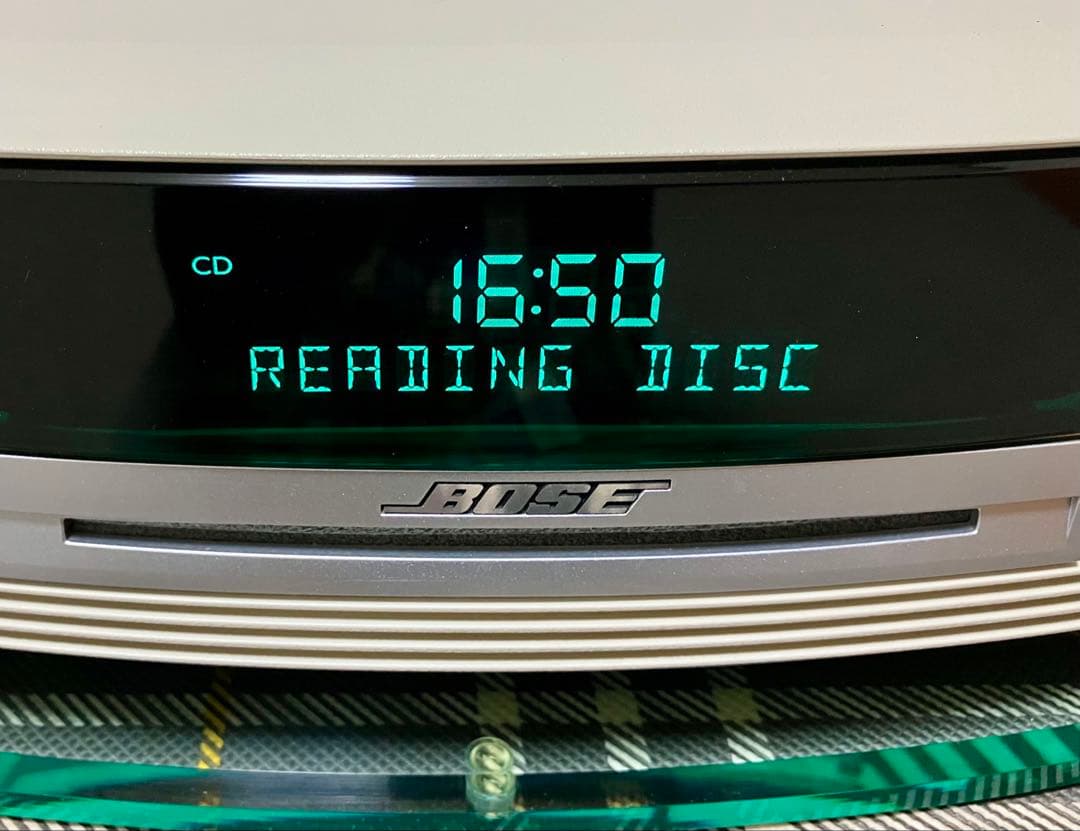 CD
16:50
READING DISC
BOSE